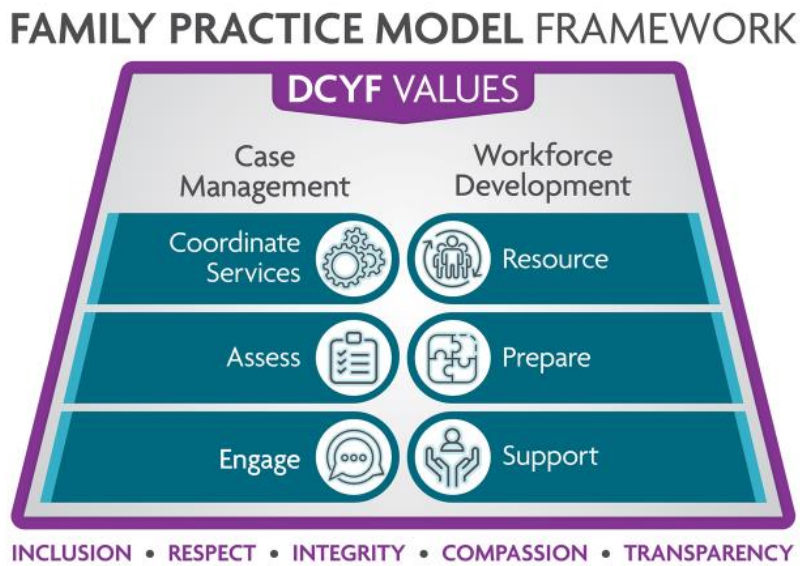 FAMILY PRACTICE MODEL FRAMEWORK
DCYF VALUES
Case
Management
Workforce
Development
Coordinate
Services
Resource
Assess
Prepare
Engage
Support
INCLUSION • RESPECT • INTEGRITY • COMPASSION • TRANSPARENCY